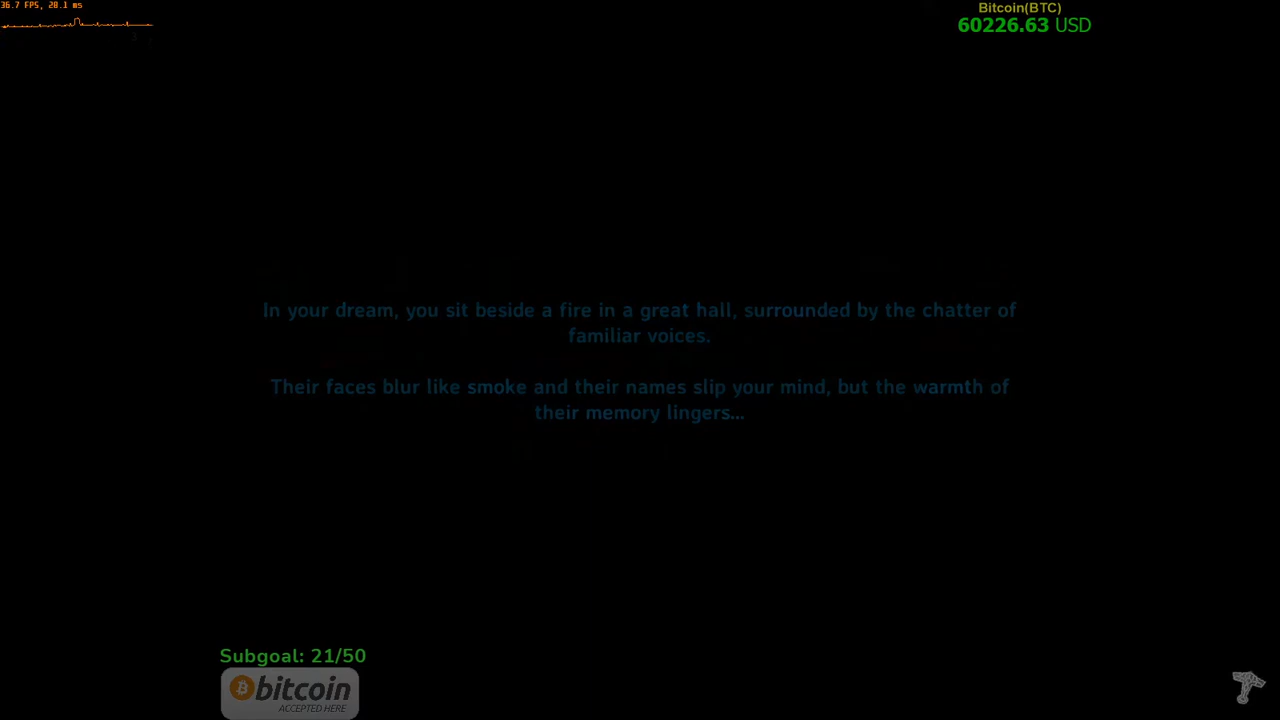 36.7 FPS, 28.1 ms
Bitcoin(BTC)
60226.63 USD
In your dream, you sit beside a fire in a great hall, surrounded by the chatter of
familiar voices.
Their faces blur like smoke and their names slip your mind, but the warmth of
their memory lingers...
Subgoal: 21/50
bitcoin
ACCEPTED HERE